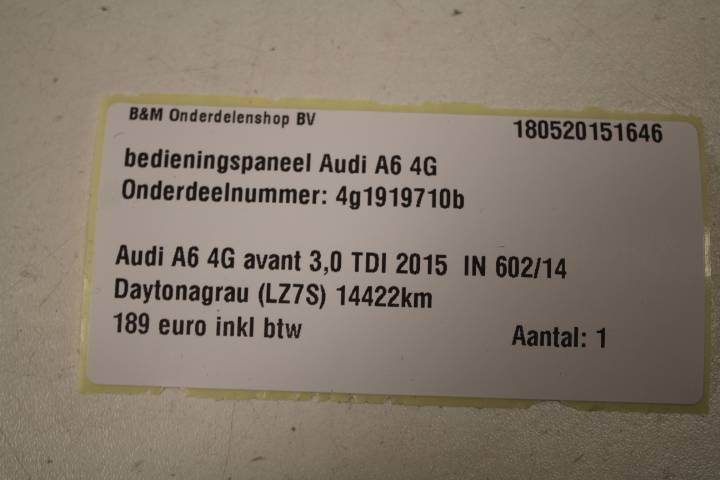 B&M Onderdelenshop BV
180520151646
bedieningspaneel Audi A6 4G
Onderdeelnummer: 4g1919710b
Audi A6 4G avant 3,0 TDI 2015 IN 602/14
Daytonagrau (LZ7S) 14422km
189 euro inkl btw
Aantal: 1